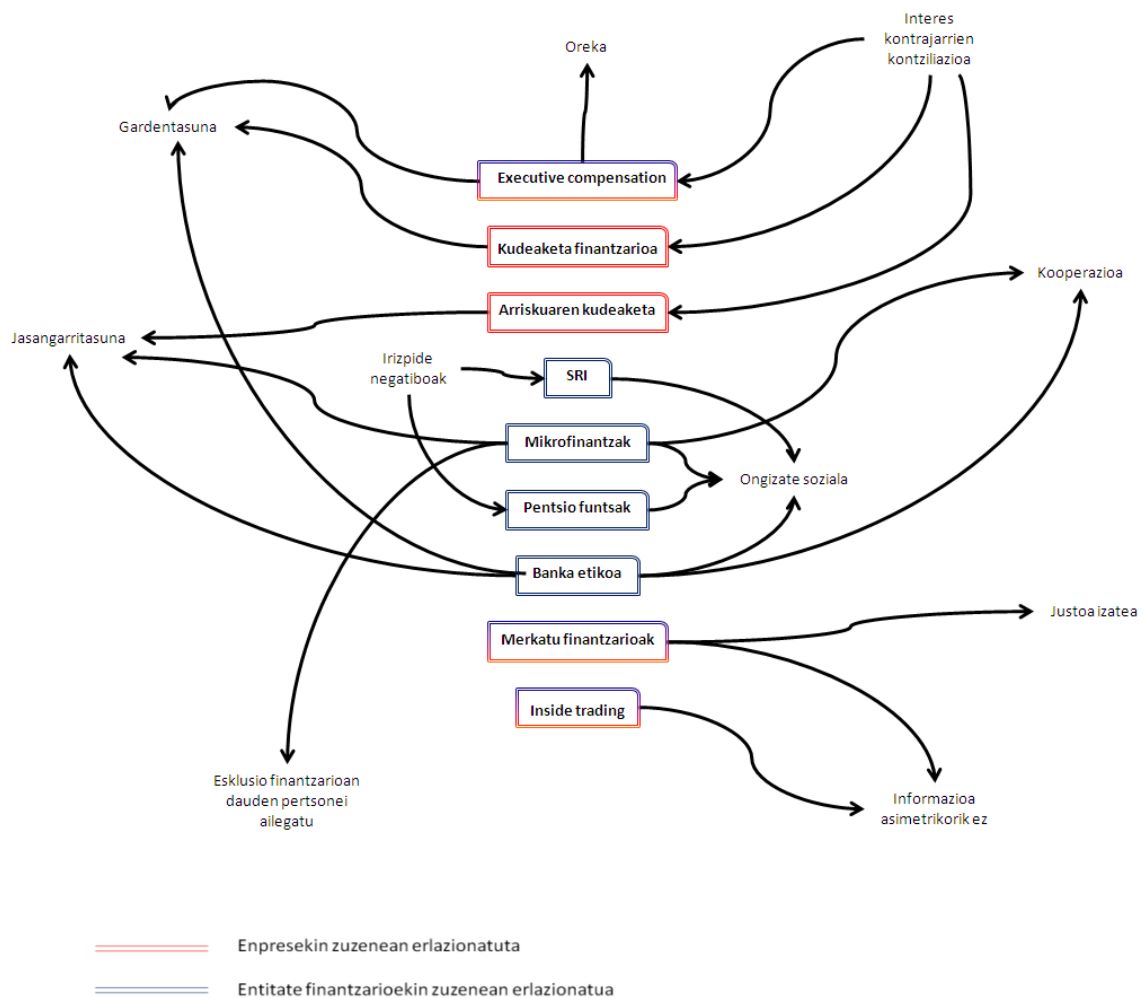 Interes
kontrajarrien
kontziliazioa
Oreka
Gardentasuna
Executive compensation
Kudeaketa finantzarioa
Kooperazioa
Arriskuaren kudeaketa
Jasangarritasuna
Irizpide
negatiboak
SRI
Mikrofinantzak
Ongizate soziala
Pentsio funtsak
Banka etikoa
Justoa izatea
Merkatu finantzarioak
Inside trading
Esklusio finantzarioan
dauden pertsonei
ailegatu
Informazioa
asimetrikorik ez
Enpresekin zuzenean erlazionatuta
Entitate finantzarioekin zuzenean erlazionatua